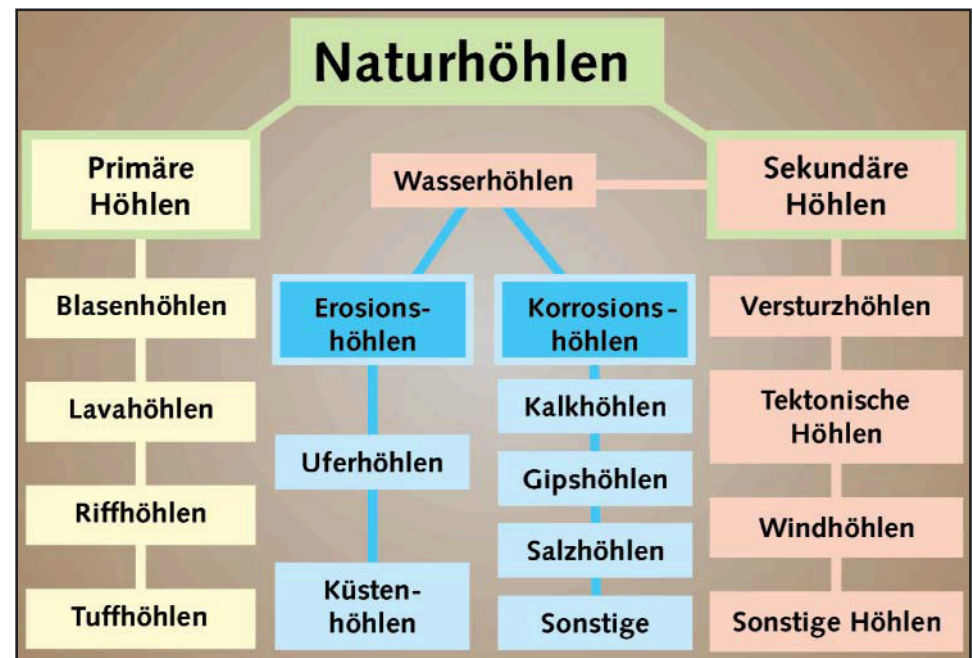 Naturhöhlen
Primäre
Höhlen
Blasenhöhlen
Lavahöhlen
Riffhöhlen
Tuffhöhlen
Wasserhöhlen
Erosions-
höhlen
Uferhöhlen
Küsten-
höhlen
Korrosions-
höhlen
Kalkhöhlen
Gipshöhlen
Salzhöhlen
Sonstige
Sekundäre
Höhlen
Versturzhöhlen
Tektonische
Höhlen
Windhöhlen
Sonstige Höhlen